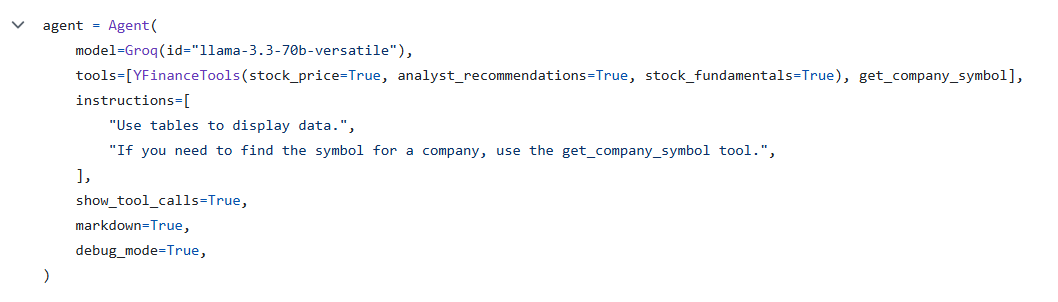 agent = Agent(
    model=Groq(id="llama-3.3-70b-versatile"),
    tools=[YFinanceTools(stock_price=True, analyst_recommendations=True, stock_fundamentals=True), get_company_symbol],
    instructions=[
        "Use tables to display data.",
        "If you need to find the symbol for a company, use the get_company_symbol tool.",
    ],
    show_tool_calls=True,
    markdown=True,
    debug_mode=True,
)